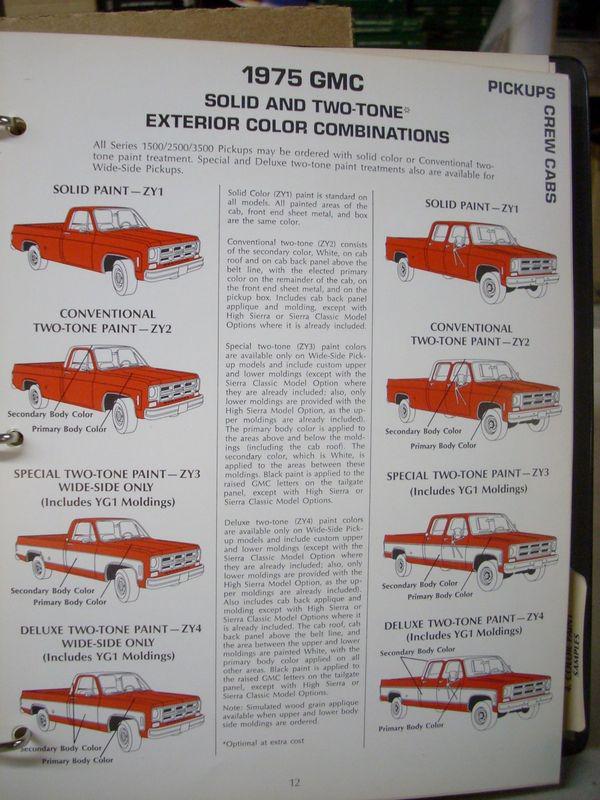 1975 GMC
SOLID AND TWO-TONE*
EXTERIOR COLOR COMBINATIONS
PICKUPS
CREW CABS
All Series 1500/2500/3500 Pickups may be ordered with solid color or Conventional two-
tone paint treatment. Special and Deluxe two-tone paint treatments also are available for
Wide-Side Pickups.
SOLID PAINT—ZY1
CONVENTIONAL
TWO-TONE PAINT—ZY2
Secondary Body Color
Primary Body Color
SPECIAL TWO-TONE PAINT—ZY3
WIDE-SIDE ONLY
(Includes YG1 Moldings)
Secondary Body Color
Primary Body Color
DELUXE TWO-TONE PAINT—ZY4
WIDE-SIDE ONLY
(Includes YG1 Moldings)
Secondary Body Color
Primary Body Color
Solid Color (ZY1) paint is standard on
all models. All painted areas of the
cab, front end sheet metal, and box
are the same color.
Conventional two-tone (ZY2) consists
of the secondary color, White, on cab
roof and on cab back panel above the
belt line, with the elected primary
color on the remainder of the cab, on
the front end sheet metal, and on the
pickup box. Includes cab back panel
applique and molding, except with
High Sierra or Sierra Classic Model
Options where it is already included.
Special two-tone (ZY3) paint colors
are available only on Wide-Side Pick-
up models and include custom upper
and lower moldings (except with the
Sierra Classic Model Option where
they are already included; also, only
lower moldings are provided with the
High Sierra Model Option, as the up-
per moldings are already included).
The primary body color is applied to
the areas above and below the mold-
ings (including the cab roof). The
secondary color, which is White, is
applied to the areas between these
moldings. Black paint is applied to the
raised GMC letters on the tailgate
panel, except with High Sierra or
Sierra Classic Model Options.
Deluxe two-tone (ZY4) paint colors
are available only on Wide-Side Pick-
up models and include custom upper
and lower moldings (except with the
Sierra Classic Model Option where
they are already included; also, only
lower moldings are provided with the
High Sierra Model Option, as the up-
per moldings are already included).
Also includes cab back applique and
molding except with High Sierra or
Sierra Classic Model Options where it
is already included. The cab roof, cab
back panel above the belt line, and
the area between the upper and lower
moldings are painted White, with the
primary body color applied on all
other areas. Black paint is applied to
the raised GMC letters on the tailgate
panel, except with High Sierra or
Sierra Classic Model Options.
Note: Simulated wood grain applique
available when upper and lower body
side moldings are ordered.
*Optional at extra cost
SOLID PAINT—ZY1
CONVENTIONAL
TWO-TONE PAINT—ZY2
Secondary Body Color
Primary Body Color
SPECIAL TWO-TONE PAINT—ZY3
(Includes YG1 Moldings)
Secondary Body Color
Primary Body Color
DELUXE TWO-TONE PAINT—ZY4
(Includes YG1 Moldings)
Secondary Body Color
Primary Body Color
12
SAMPLES